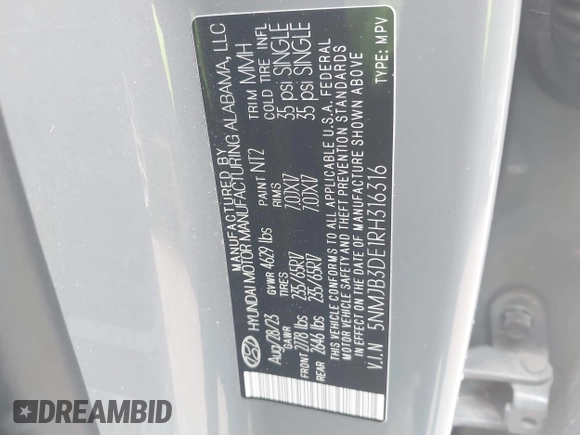 MANUFACTURED BY
HYUNDAI MOTOR MANUFACTURING ALABAMA, LLC
Aug/28/23 GVWR 4629 lbs PAINT NT2 TRIM MMH
GAWR TIRES RIMS COLD TIRE INFL
FRONT 2778 lbs 235/65R17 7.0JX17 35 psi SINGLE
REAR 2646 lbs 235/65R17 7.0JX17 35 psi SINGLE
THIS VEHICLE CONFORMS TO ALL APPLICABLE U.S.A. FEDERAL
MOTOR VEHICLE SAFETY AND THEFT PREVENTION STANDARDS
IN EFFECT ON THE DATE OF MANUFACTURE SHOWN ABOVE
V.I.N 5NMJB3DE1RH316316 TYPE: MPV
DREAMBID